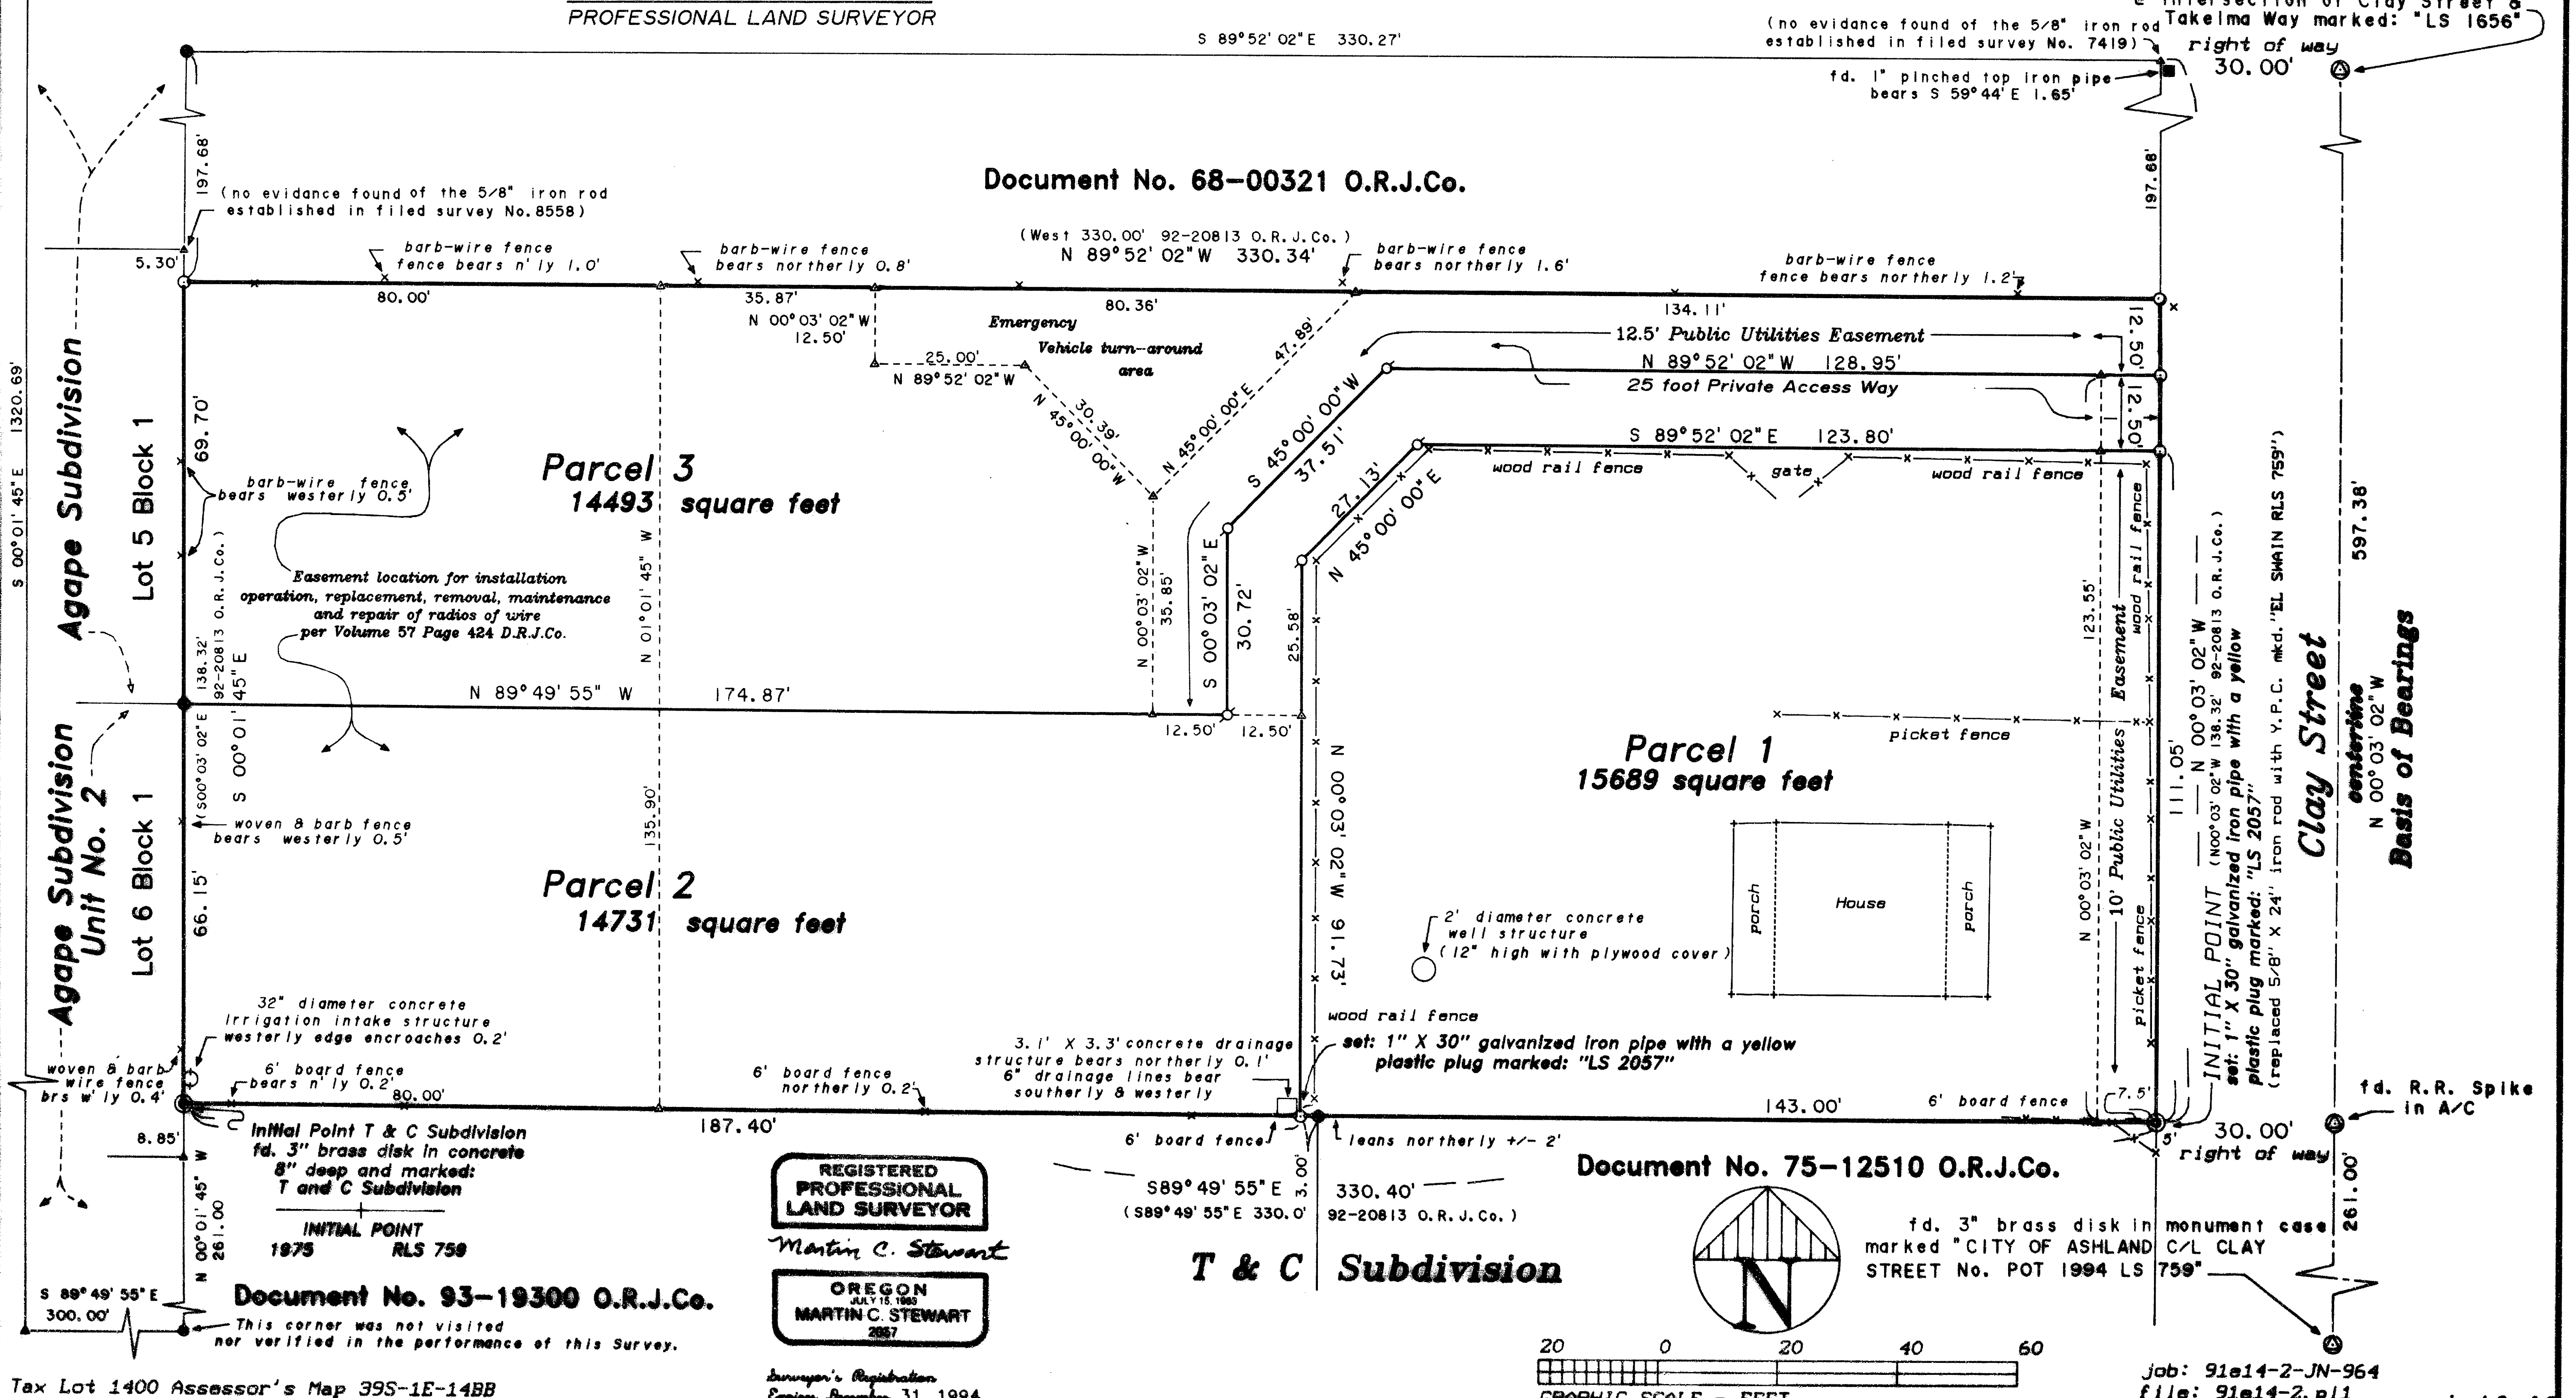 PROFESSIONAL LAND SURVEYOR
S 89°52' 02"E 330.27'
(no evidence found of the 5/8" iron rod
established in filed survey No. 7419)
Intersection of Clay Street &
Takelma Way marked: "LS 1656"
right of way
30.00'
fd. 1" pinched top iron pipe
bears S 59°44' E 1.65'
197.68'
197.68'
Document No. 68-00321 O.R.J.Co.
(no evidence found of the 5/8" iron rod
established in filed survey No.8558)
5.30'
barb-wire fence
fence bears n'ly 1.0'
barb-wire fence
bears northerly 0.8'
(West 330.00' 92-20813 O.R.J.Co.)
N 89°52' 02"W 330.34'
barb-wire fence
bears northerly 1.6'
barb-wire fence
fence bears northerly 1.2'
80.00'
35.87'
80.36'
134.11'
N 00°03' 02"W
12.50'
Emergency
Vehicle turn-around
area
25.00'
N 89°52' 02"W
30.39'
N 45°00' 00"W
47.89'
N 45°00' 00"E
12.5' Public Utilities Easement
N 89°52' 02"W 128.95'
25 foot Private Access Way
12.50'
12.50'
S 89°52' 02"E 123.80'
S 45°00' 00"W
37.51'
27.13'
N 45°00' 00"E
wood rail fence
gate
wood rail fence
S 00°01' 45"E 1320.69'
Agape Subdivision
Lot 5 Block 1
69.70'
barb-wire fence
bears westerly 0.5'
Parcel 3
14493 square feet
Easement location for installation
operation, replacement, removal, maintenance
and repair of radios of wire
per Volume 57 Page 424 D.R.J.Co.
N 01°01' 45" W
135.90'
N 00°03' 02"W
35.85'
S 00°03' 02"E
30.72'
25.58'
(S00°03' 02"E 138.32'
92-20813 O.R.J.Co.)
S 00°01' 45"E
N 89°49' 55" W 174.87'
12.50'
12.50'
Agape Subdivision
Unit No. 2
Lot 6 Block 1
66.15'
woven & barb fence
bears westerly 0.5'
Parcel 2
14731 square feet
N 00°03' 02"W 91.73'
Parcel 1
15689 square feet
picket fence
porch
House
porch
2' diameter concrete
well structure
(12" high with plywood cover)
123.55'
N 00°03' 02"W
10' Public Utilities Easement
wood rail fence
wood rail fence
picket fence
111.05'
N 00°03' 02"W
(N00°03' 02"W 138.32' 92-20813 O.R.J.Co.)
INITIAL POINT
set: 1" X 30" galvanized iron pipe with a yellow
plastic plug marked: "LS 2057"
(replaced 5/8" X 24" iron rod with Y.P.C. mkd. "EL SWAIN RLS 759")
Clay Street
597.38'
centerline
N 00°03' 02"W
Basis of Bearings
32" diameter concrete
Irrigation intake structure
westerly edge encroaches 0.2'
woven & barb
wire fence
brs w'ly 0.4'
6' board fence
bears n'ly 0.2'
80.00'
6' board fence
northerly 0.2'
187.40'
3.1' X 3.3' concrete drainage
structure bears northerly 0.1'
6" drainage lines bear
southerly & westerly
wood rail fence
set: 1" X 30" galvanized iron pipe with a yellow
plastic plug marked: "LS 2057"
143.00'
6' board fence
7.5'
5'
fd. R.R. Spike
in A/C
30.00'
right of way
261.00'
8.85'
Initial Point T & C Subdivision
fd. 3" brass disk in concrete
8" deep and marked:
T and C Subdivision
INITIAL POINT
1975 RLS 759
N 00°01' 45" W
261.00
6' board fence
leans northerly +/- 2'
3.00'
S89°49' 55"E 330.40'
(S89°49' 55"E 330.0' 92-20813 O.R.J.Co.)
Document No. 75-12510 O.R.J.Co.
REGISTERED
PROFESSIONAL
LAND SURVEYOR
Martin C. Stewart
OREGON
JULY 15, 1983
MARTIN C. STEWART
2057
T & C Subdivision
N
fd. 3" brass disk in monument case
marked "CITY OF ASHLAND C/L CLAY
STREET No. POT 1994 LS 759"
S 89°49' 55"E
300.00'
Document No. 93-19300 O.R.J.Co.
This corner was not visited
nor verified in the performance of this Survey.
20 0 20 40 60
GRAPHIC SCALE - FEET
Tax Lot 1400 Assessor's Map 39S-1E-14BB
Surveyor's Registration
31, 1994
job: 91e14-2-JN-964
file: 91e14-2.pl1